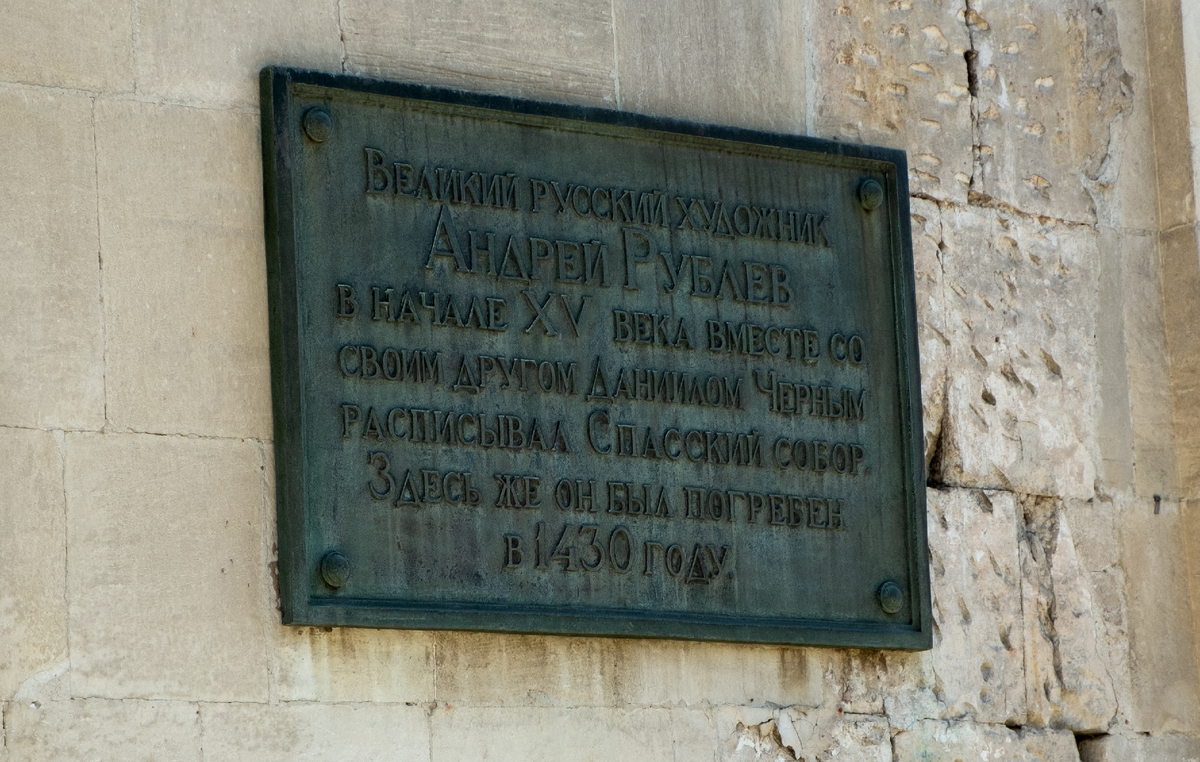 Великий русский художник
Андрей Рублев
в начале XV века вместе со
своим другом Даниилом Черным
расписывал Спасский собор.
Здесь же он был погребен
в 1430 году